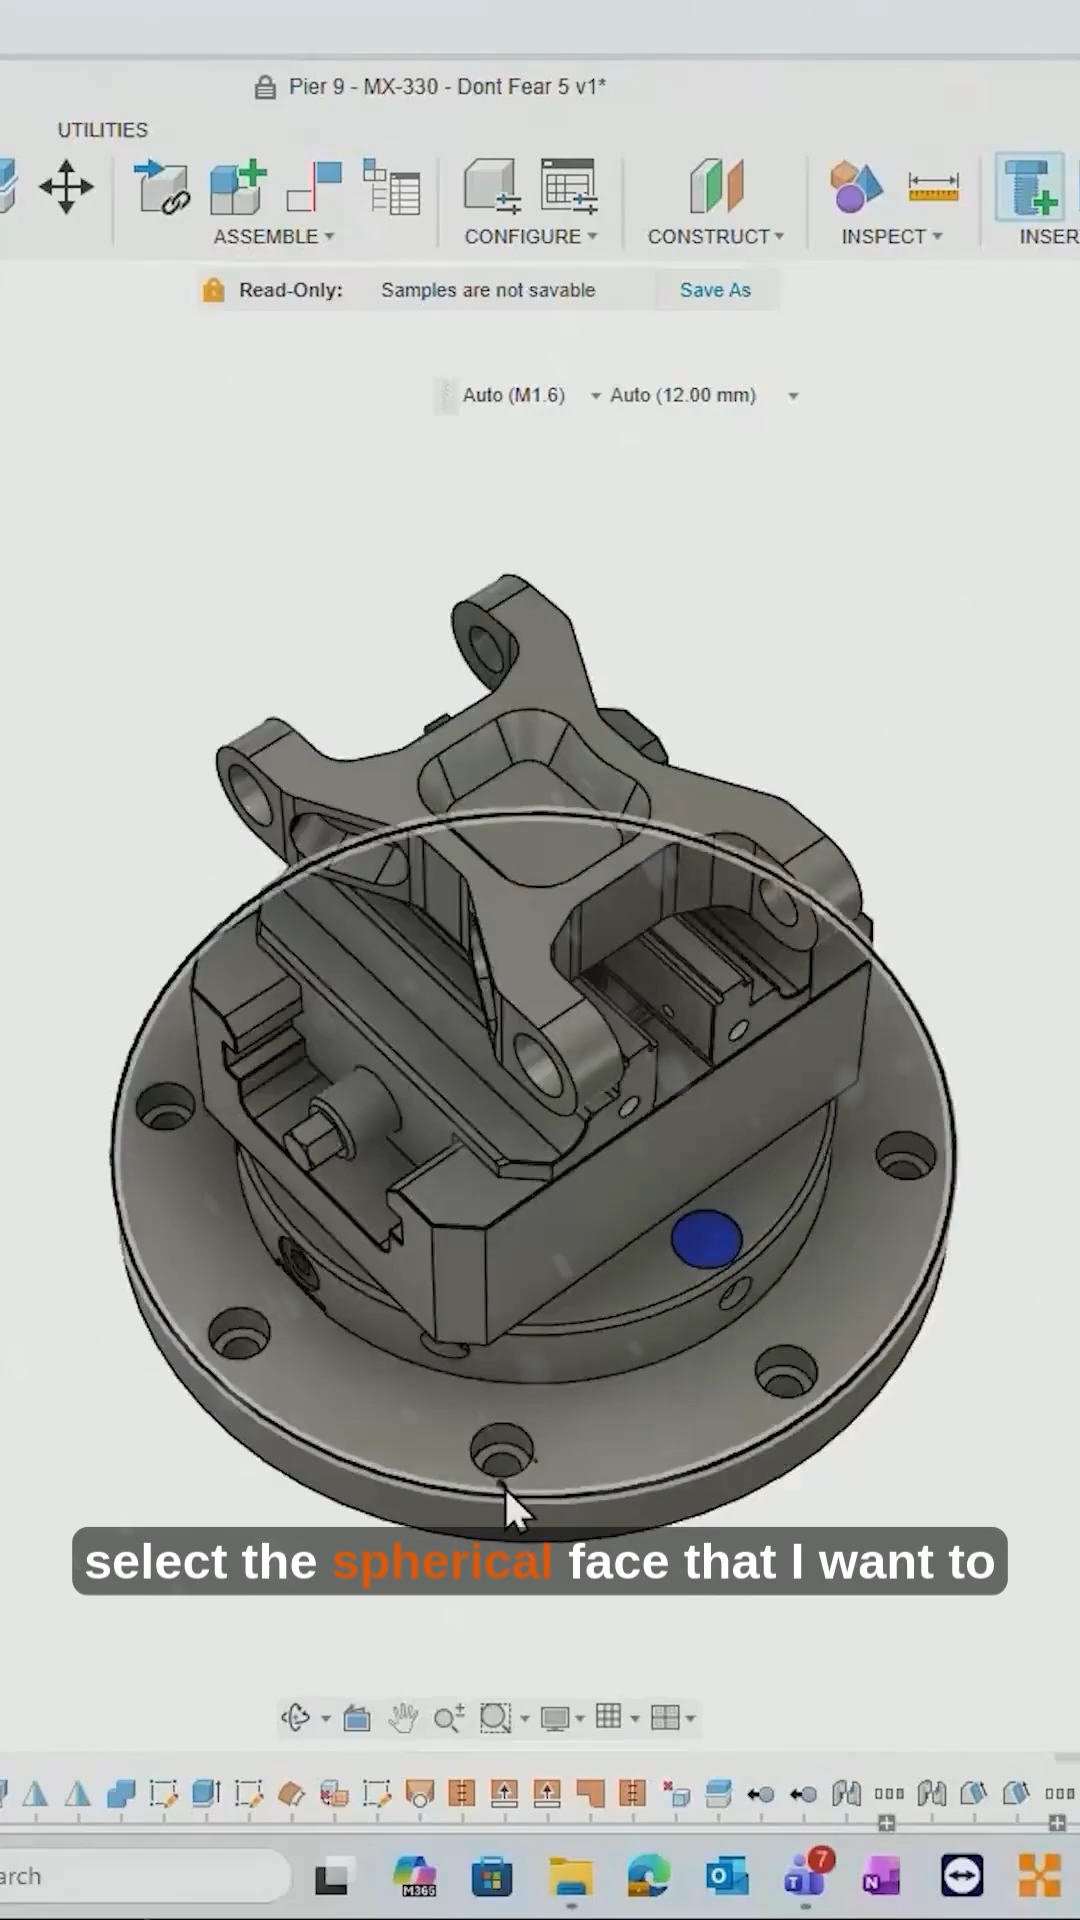 Pier 9 - MX-330 - Dont Fear 5 v1*
UTILITIES
ASSEMBLE CONFIGURE CONSTRUCT INSPECT INSER
Read-Only: Samples are not savable Save As
Auto (M1.6) Auto (12.00 mm)
select the spherical face that I want to
arch
M365
7
T
N